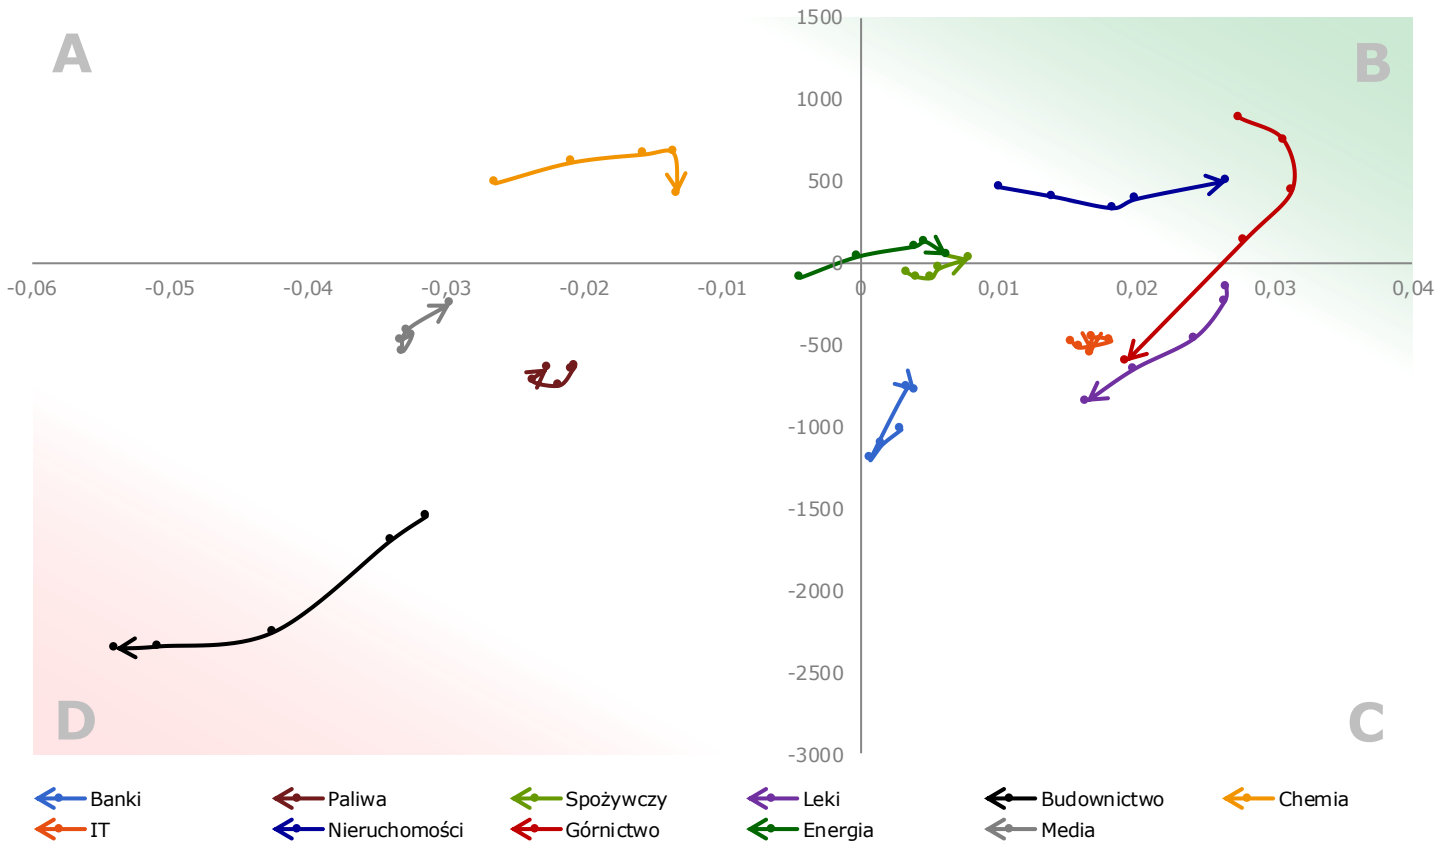 1500
A
B
1000
500
0
-0,06 -0,05 -0,04 -0,03 -0,02 -0,01 0 0,01 0,02 0,03 0,04
-500
-1000
-1500
-2000
-2500
D
C
-3000
Banki Paliwa Spożywczy Leki Budownictwo Chemia
IT Nieruchomości Górnictwo Energia Media